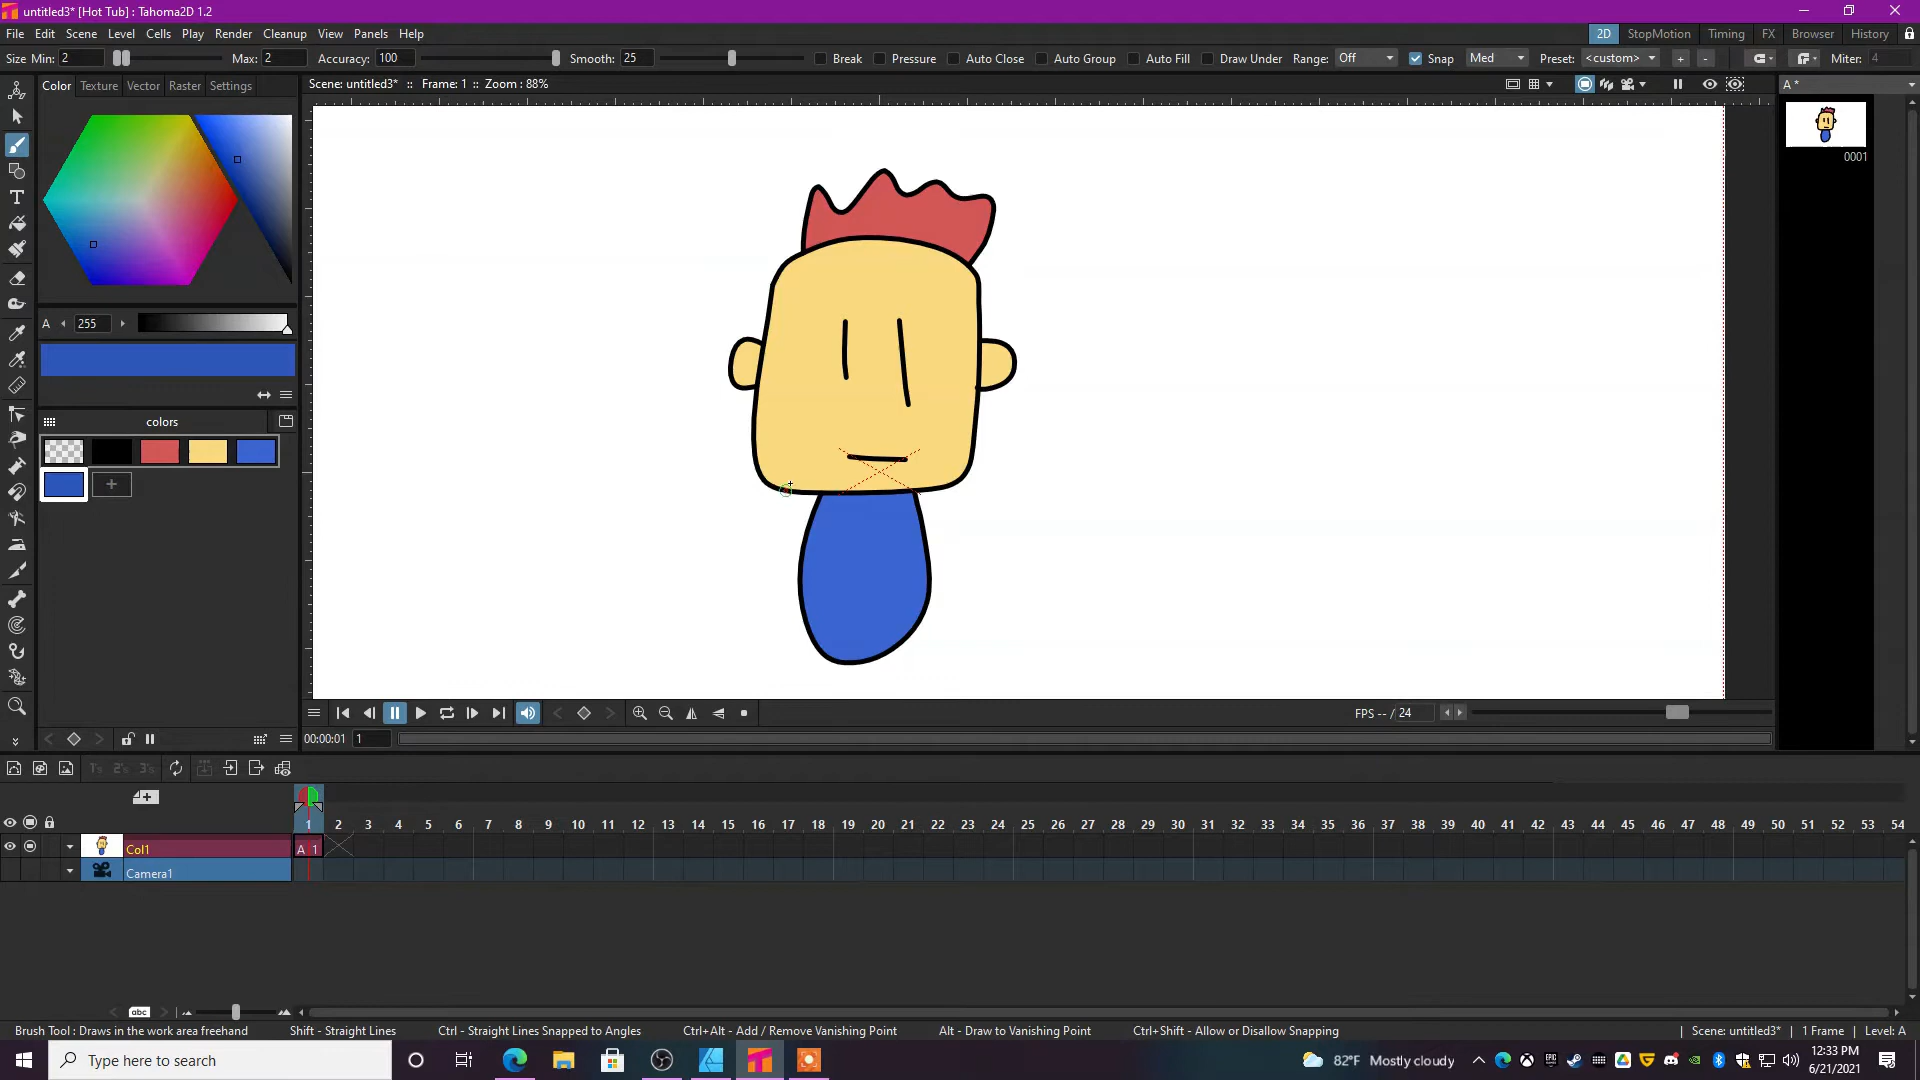 untitled3* [Hot Tub] : Tahoma2D 1.2
File Edit Scene Level Cells Play Render Cleanup View Panels Help
2D StopMotion Timing FX Browser History
Size Min: 2 Max: 2 Accuracy: 100 Smooth: 25 Break Pressure Auto Close Auto Group Auto Fill Draw Under Range: Off Snap Med Preset: <custom> + - Miter: 4
Color Texture Vector Raster Settings
Scene: untitled3* :: Frame: 1 :: Zoom : 88%
A *
0001
A 255
colors
FPS -- / 24
00:00:01 1
1's 2's 3's
1 2 3 4 5 6 7 8 9 10 11 12 13 14 15 16 17 18 19 20 21 22 23 24 25 26 27 28 29 30 31 32 33 34 35 36 37 38 39 40 41 42 43 44 45 46 47 48 49 50 51 52 53 54
Col1 A 1
Camera1
abc
Brush Tool : Draws in the work area freehand Shift - Straight Lines Ctrl - Straight Lines Snapped to Angles Ctrl+Alt - Add / Remove Vanishing Point Alt - Draw to Vanishing Point Ctrl+Shift - Allow or Disallow Snapping Scene: untitled3* 1 Frame Level: A
Type here to search
82°F Mostly cloudy
12:33 PM
6/21/2021